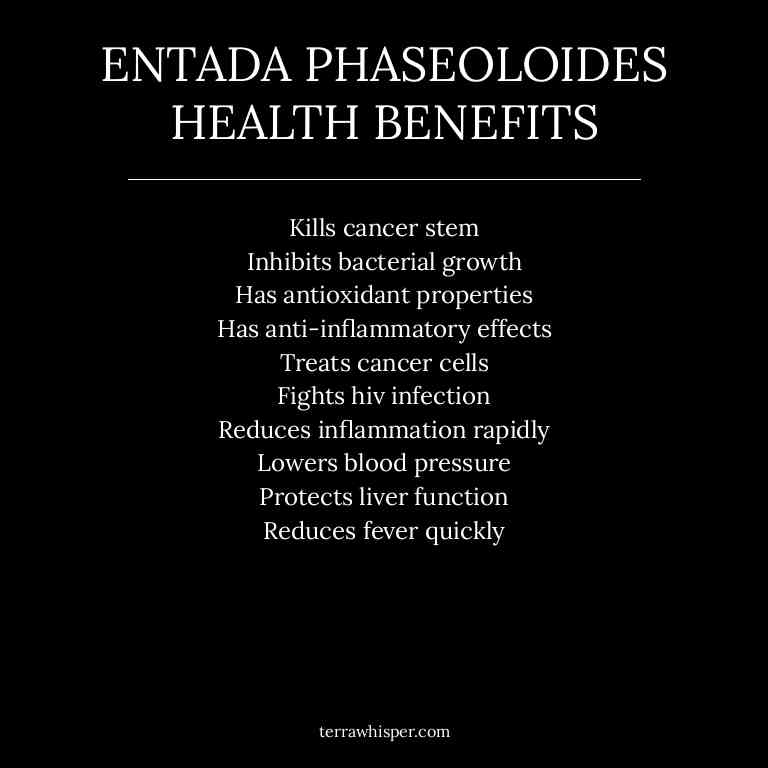 ENTADA PHASEOLOIDES
HEALTH BENEFITS
Kills cancer stem
Inhibits bacterial growth
Has antioxidant properties
Has anti-inflammatory effects
Treats cancer cells
Fights hiv infection
Reduces inflammation rapidly
Lowers blood pressure
Protects liver function
Reduces fever quickly
terrawhisper.com